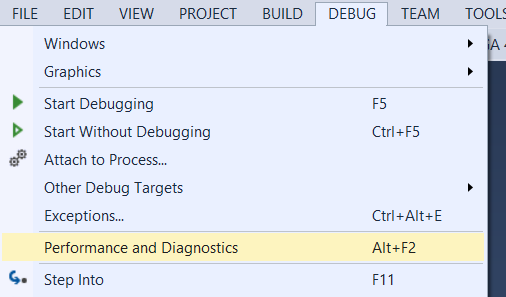 FILE EDIT VIEW PROJECT BUILD DEBUG TEAM TOOLS
Windows
Graphics
Start Debugging F5
Start Without Debugging Ctrl+F5
Attach to Process...
Other Debug Targets
Exceptions... Ctrl+Alt+E
Performance and Diagnostics Alt+F2
Step Into F11